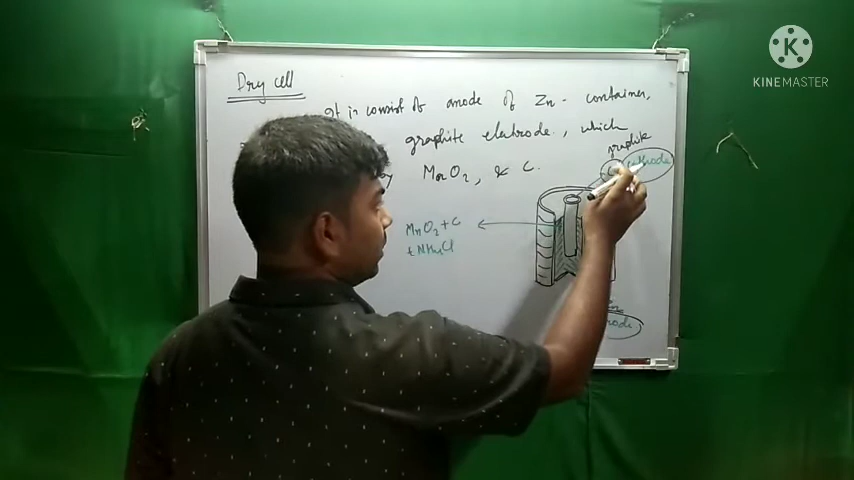 Dry cell
It is consist of anode of Zn - container,
graphite electrode, which
MnO2, & C.
graphite
cathode
MnO2 + C
+ NH4Cl
K
KINEMASTER